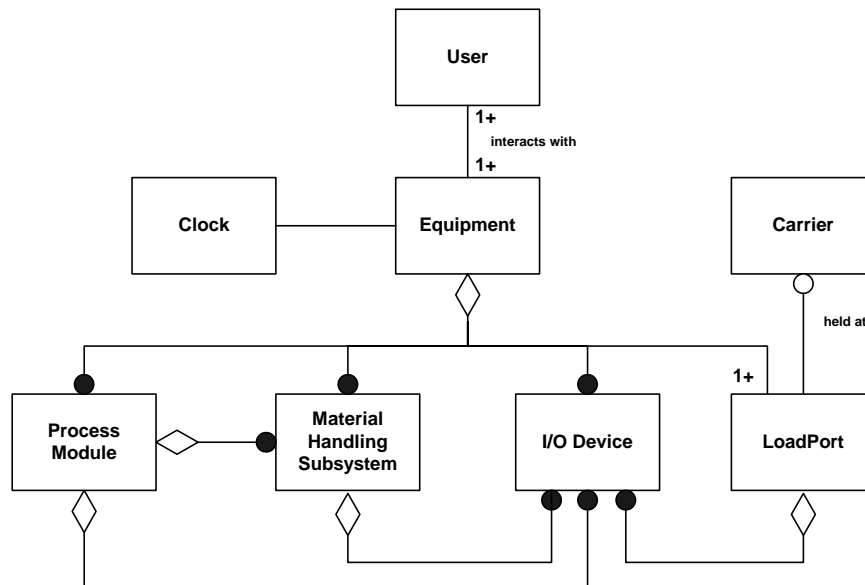 User
1+
interacts with
1+
Clock
Equipment
Carrier
held at
1+
Process
Module
Material
Handling
Subsystem
I/O Device
LoadPort